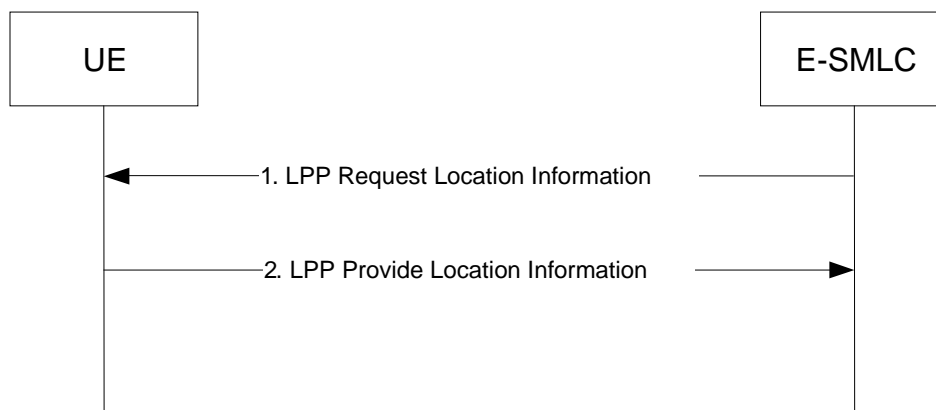 UE
E-SMLC
1. LPP Request Location Information
2. LPP Provide Location Information